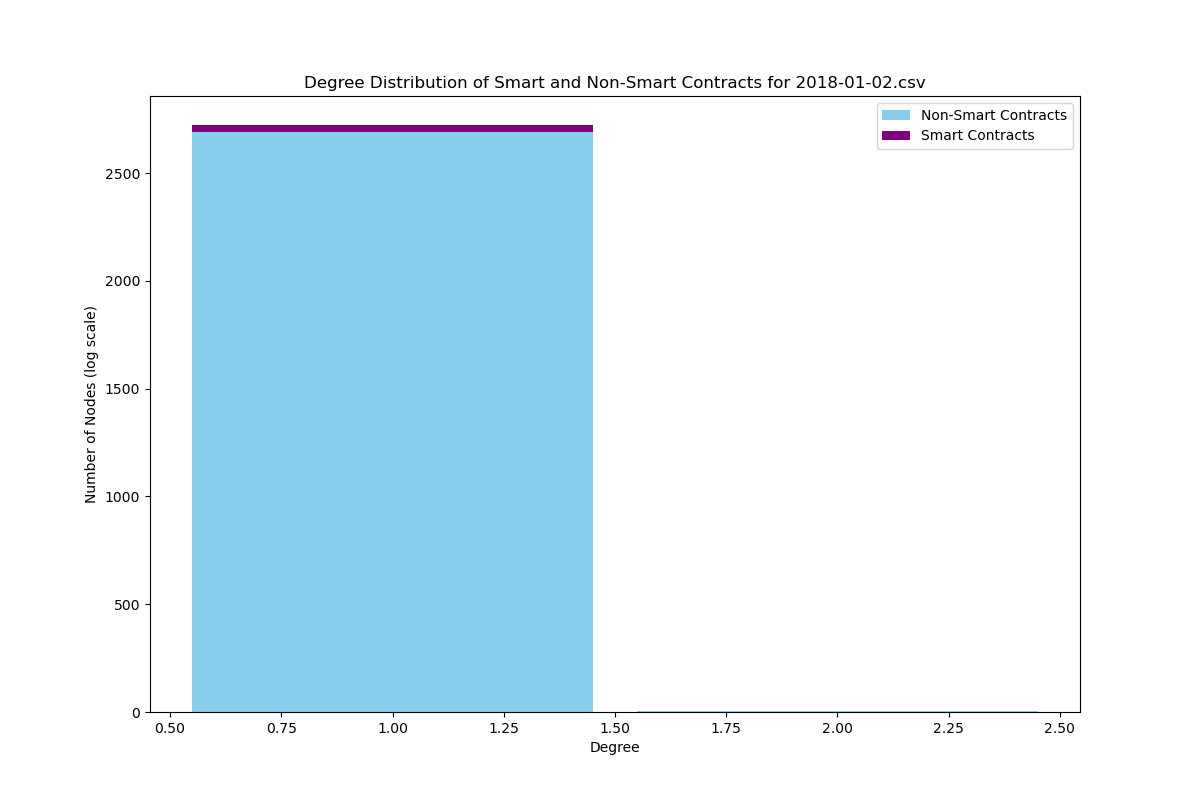 Degree Distribution of Smart and Non-Smart Contracts for 2018-01-02.csv
Non-Smart Contracts
Smart Contracts
Number of Nodes (log scale)
2500
2000
1500
1000
500
0
0.50 0.75 1.00 1.25 1.50 1.75 2.00 2.25 2.50
Degree